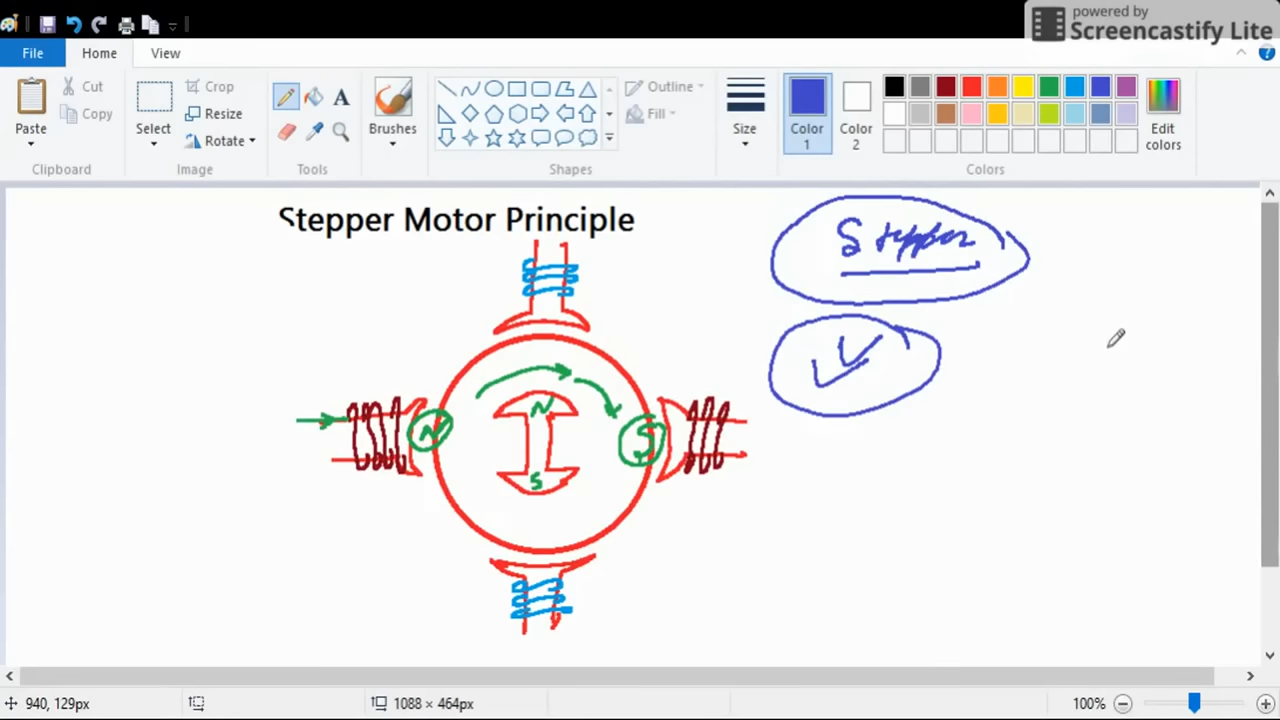 powered by
Screencastify Lite
File Home View
Paste
Cut
Copy
Clipboard
Select
Crop
Resize
Rotate
Image
A
Tools
Brushes
Shapes
Outline
Fill
Size
Color 1
Color 2
Edit colors
Colors
Stepper Motor Principle
Stepper
N
N
S
S
940, 129px
1088 × 464px
100%